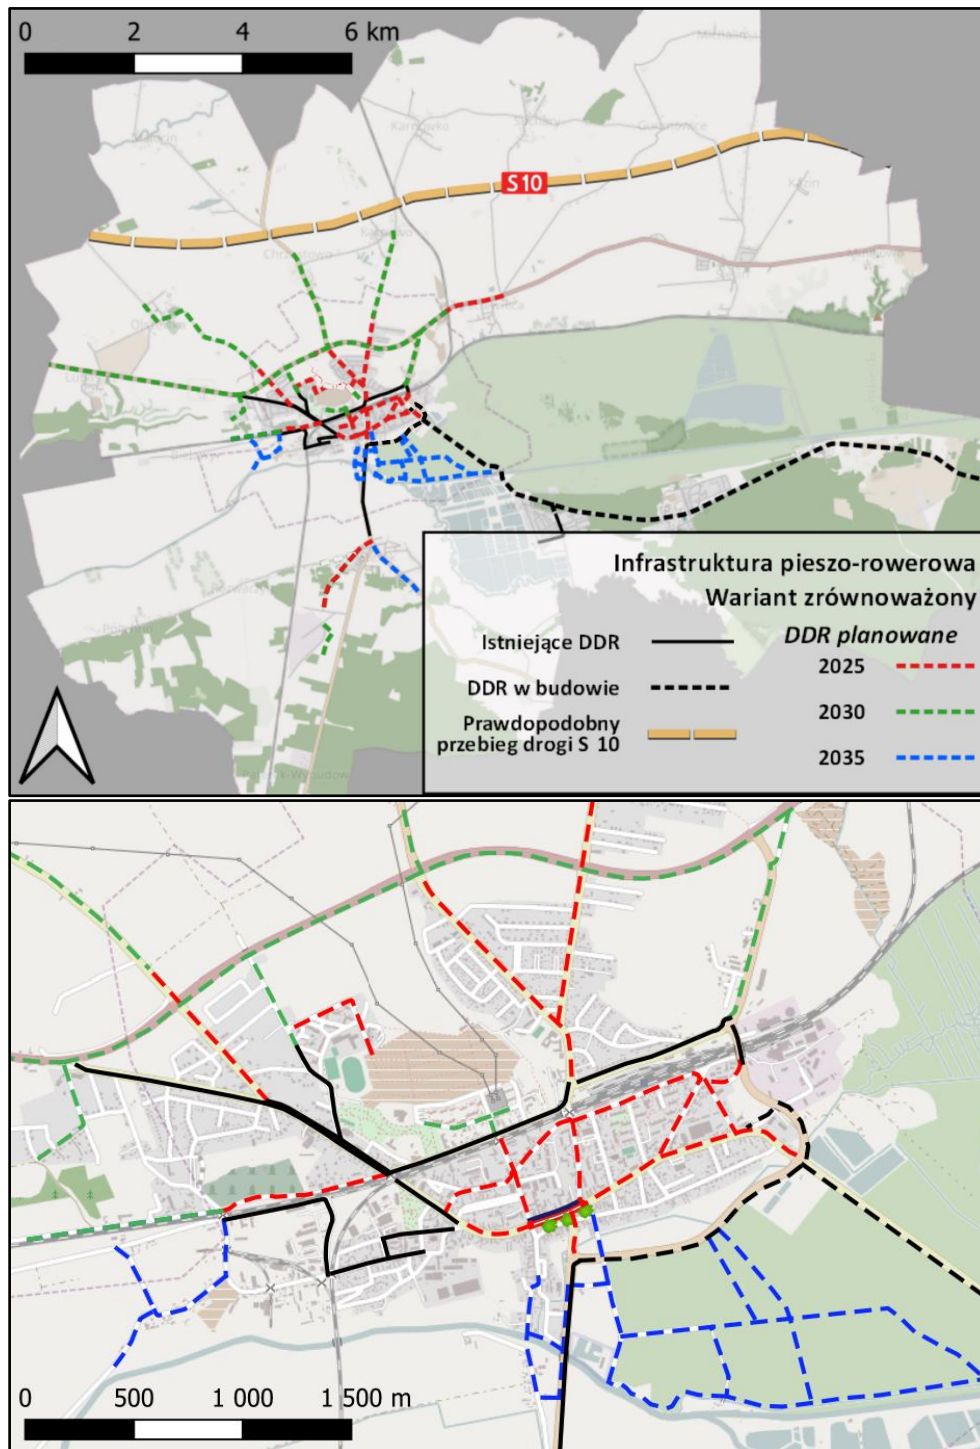 0 2 4 6 km
S 10
Infrastruktura pieszo-rowerowa
Wariant zrównoważony
Istniejące DDR
DDR planowane
2025
DDR w budowie
2030
Prawdopodobny
przebieg drogi S 10
2035
0 500 1 000 1 500 m